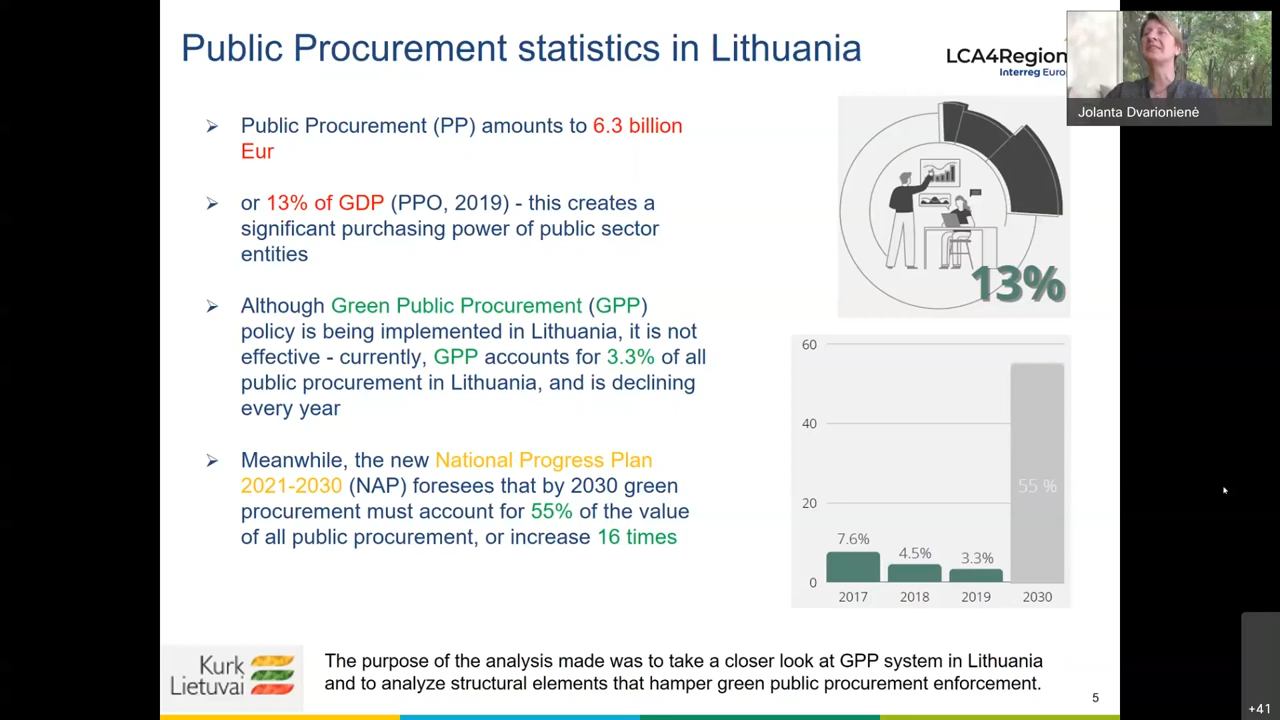 Public Procurement statistics in Lithuania
LCA4Region
Interreg Euro
Jolanta Dvarionienė
Public Procurement (PP) amounts to 6.3 billion
Eur
or 13% of GDP (PPO, 2019) - this creates a
significant purchasing power of public sector
entities
Although Green Public Procurement (GPP)
policy is being implemented in Lithuania, it is not
effective - currently, GPP accounts for 3.3% of all
public procurement in Lithuania, and is declining
every year
Meanwhile, the new National Progress Plan
2021-2030 (NAP) foresees that by 2030 green
procurement must account for 55% of the value
of all public procurement, or increase 16 times
13%
60
40
20
0
55 %
7.6%
4.5%
3.3%
2017
2018
2019
2030
Kurk
Lietuvai
The purpose of the analysis made was to take a closer look at GPP system in Lithuania
and to analyze structural elements that hamper green public procurement enforcement.
5
+41